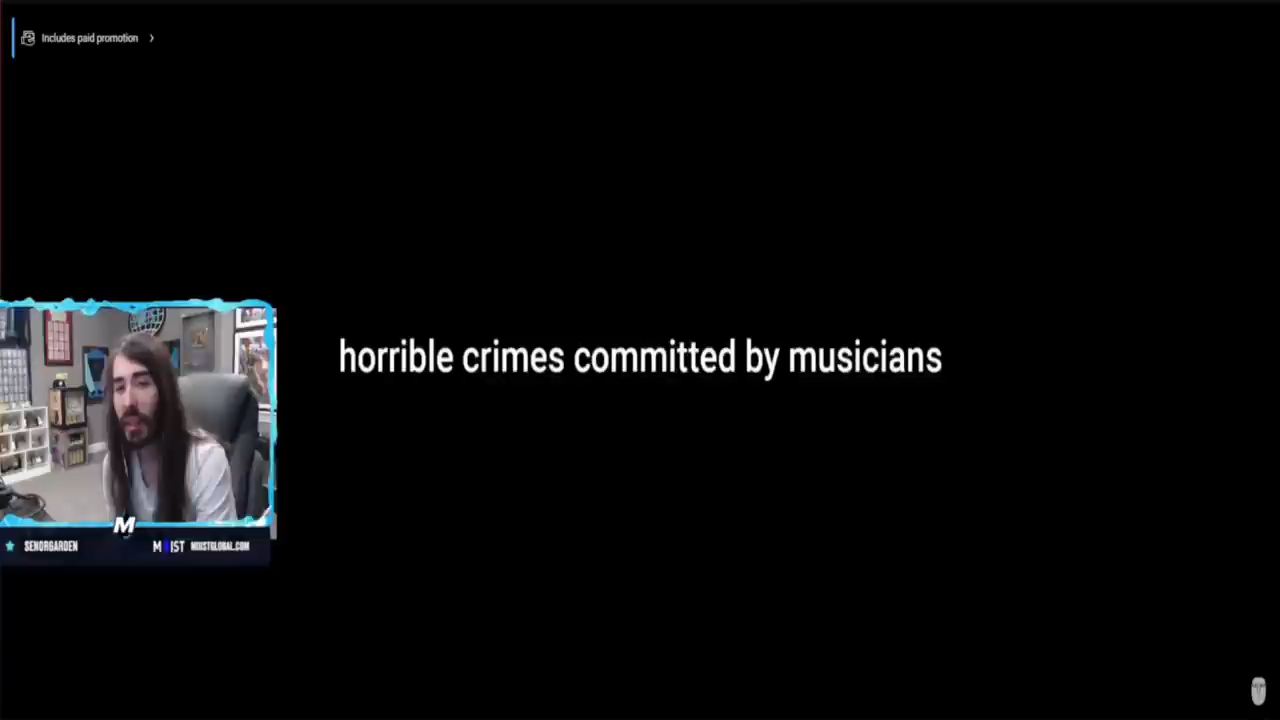 Includes paid promotion
horrible crimes committed by musicians
M
SENORGARDEN
MOIST
MOISTGLOBAL.COM